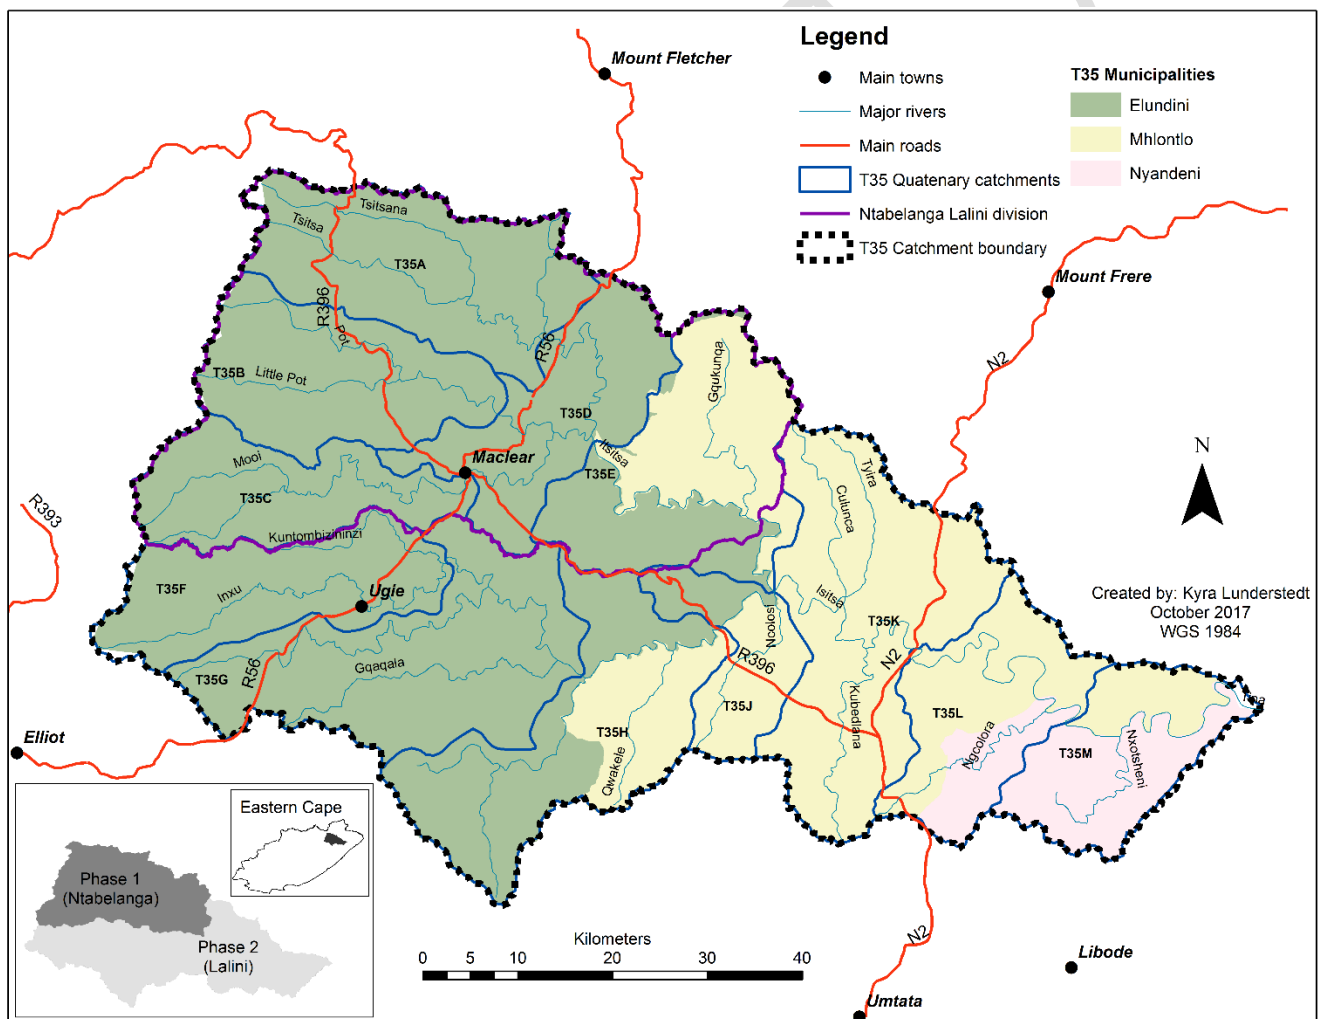 Legend
Main towns
Major rivers
Main roads
T35 Quatenary catchments
Ntabelanga Lalini division
T35 Catchment boundary
T35 Municipalities
Elundini
Mhlontlo
Nyandeni
Mount Fletcher
Mount Frere
Tsitsana
Tsitsa
T35A
R396
Pot
R56
T35B
Little Pot
Gqukunqa
N2
T35D
Itsitsa
Maclear
T35E
Mooi
T35C
Tyira
Culunca
R393
Kuntombizininzi
T35F
Inxu
Ugie
Isitsa
T35K
Ncolosi
Created by: Kyra Lunderstedt
October 2017
WGS 1984
N
Gqaqala
R56
T35G
R396
N2
Kubedlana
T35J
T35H
Qwakele
T35L
Ngcolora
T35M
Nxotsheni
Elliot
Eastern Cape
Phase 1
(Ntabelanga)
Phase 2
(Lalini)
Kilometers
0 5 10 20 30 40
N2
Libode
Umtata